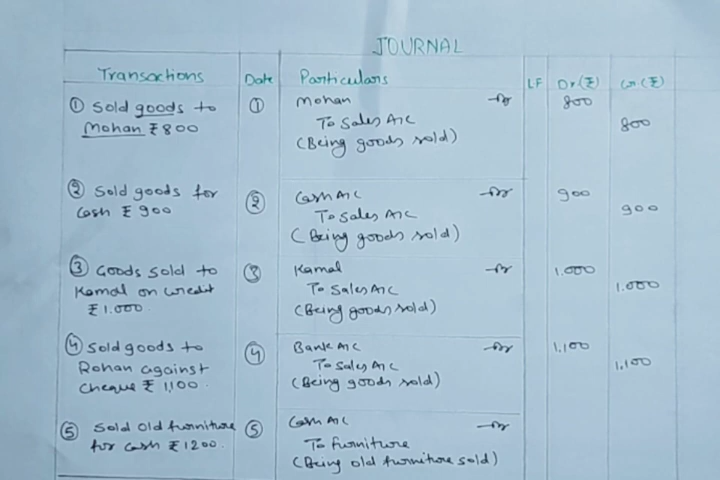 JOURNAL
Transactions Date Particulars LF Dr(₹) Cr(₹)
① Sold goods to ① Mohan Dr 800
Mohan ₹800 To Sales A/C 800
(Being goods sold)
② Sold goods for ② Cash A/C Dr 900
Cash ₹900 To Sales A/C 900
(Being goods sold)
③ Goods sold to ③ Kamal Dr 1,000
Kamal on credit To Sales A/C 1,000
₹1,000. (Being goods sold)
④ Sold goods to ④ Bank A/C Dr 1,100
Rohan against To Sales A/C 1,100
Cheque ₹1,100. (Being goods sold)
⑤ Sold old furniture ⑤ Cash A/C Dr
for cash ₹1200. To furniture
(Being old furniture sold)